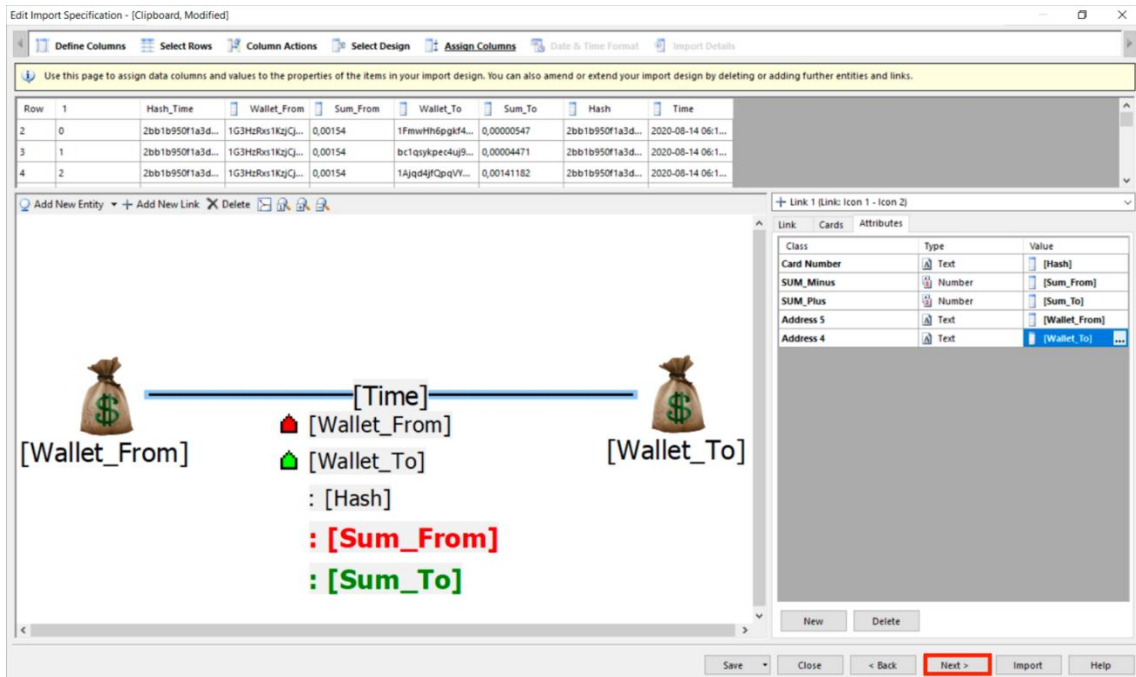 Edit Import Specification - [Clipboard, Modified]
Define Columns Select Rows Column Actions Select Design Assign Columns Date & Time Format Import Details
Use this page to assign data columns and values to the properties of the items in your import design. You can also amend or extend your import design by deleting or adding further entities and links.
Row 1 Hash_Time Wallet_From Sum_From Wallet_To Sum_To Hash Time
2 0 2bb1b950f1a3d... 1G3HzRxs1KzjCj... 0,00154 1FmwHh6pgkf4... 0,00000547 2bb1b950f1a3d... 2020-08-14 06:1...
3 1 2bb1b950f1a3d... 1G3HzRxs1KzjCj... 0,00154 bc1qsykpec4uj9... 0,00004471 2bb1b950f1a3d... 2020-08-14 06:1...
4 2 2bb1b950f1a3d... 1G3HzRxs1KzjCj... 0,00154 1Ajqd4jfQpqVY... 0,00141182 2bb1b950f1a3d... 2020-08-14 06:1...
Add New Entity Add New Link Delete
Link 1 (Link: Icon 1 - Icon 2)
Link Cards Attributes
Class Type Value
Card Number Text [Hash]
SUM_Minus Number [Sum_From]
SUM_Plus Number [Sum_To]
Address 5 Text [Wallet_From]
Address 4 Text [Wallet_To] ...
[Time]
[Wallet_From]
[Wallet_From]
[Wallet_To]
[Wallet_To]
: [Hash]
: [Sum_From]
: [Sum_To]
New Delete
Save Close < Back Next > Import Help